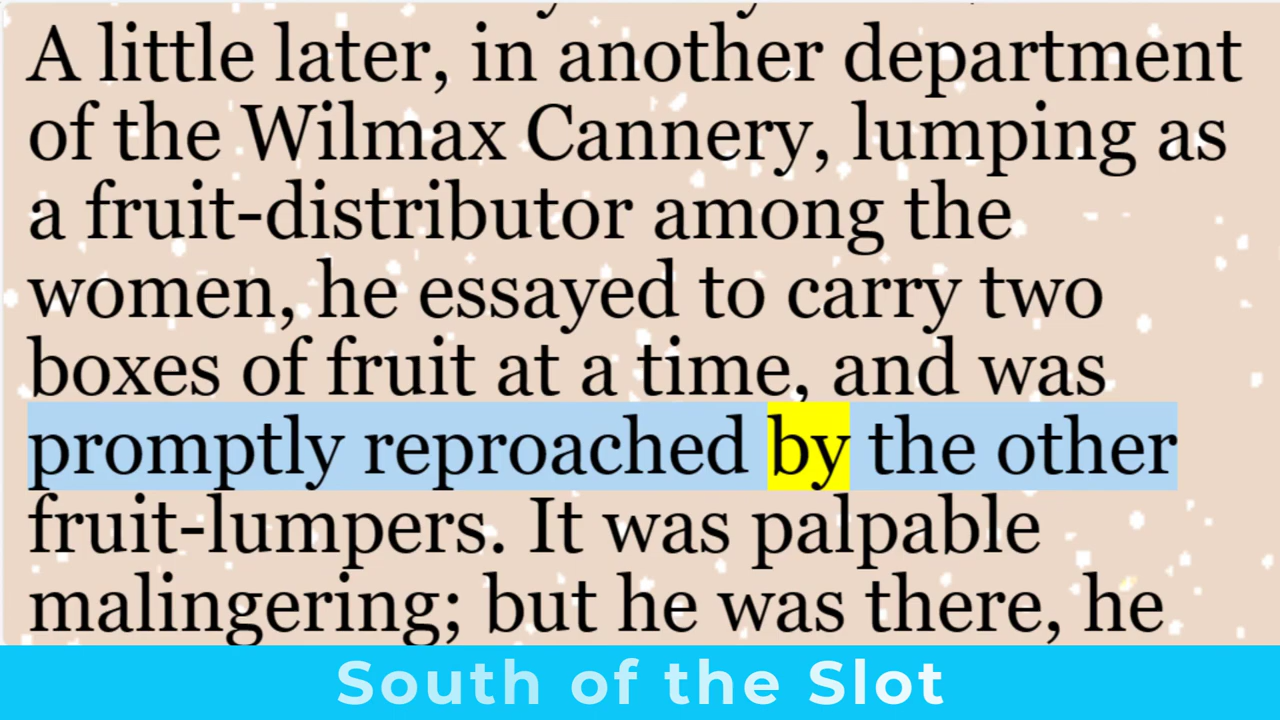 A little later, in another department
of the Wilmax Cannery, lumping as
a fruit-distributor among the
women, he essayed to carry two
boxes of fruit at a time, and was
promptly reproached by the other
fruit-lumpers. It was palpable
malingering; but he was there, he
South of the Slot